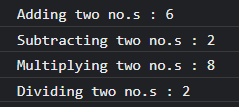 Adding two no.s : 6
Subtracting two no.s : 2
Multiplying two no.s : 8
Dividing two no.s : 2